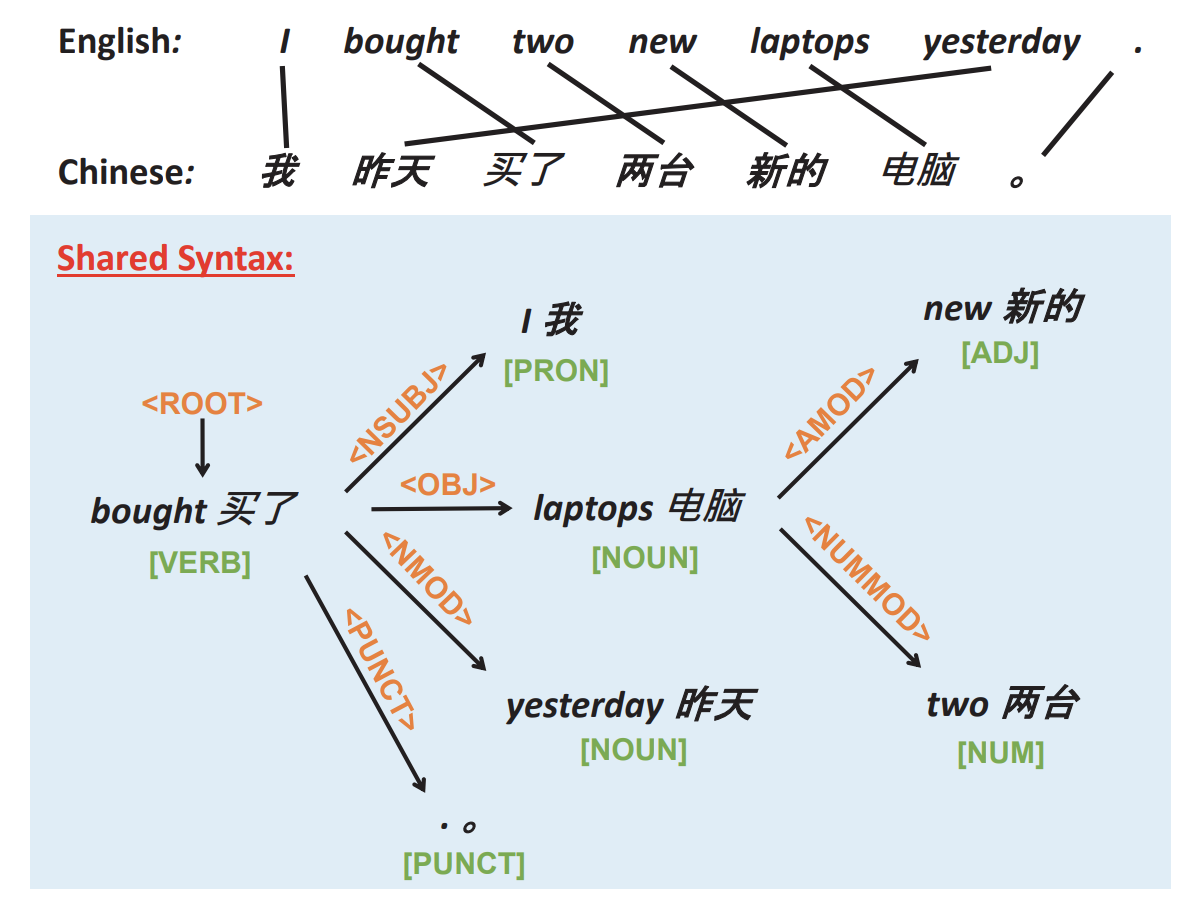 English: I bought two new laptops yesterday .
Chinese: 我 昨天 买了 两台 新的 电脑 。
Shared Syntax:
I 我
[PRON]
new 新的
[ADJ]
<ROOT>
<NSUBJ>
<AMOD>
<OBJ>
bought 买了
[VERB]
laptops 电脑
[NOUN]
<NMOD>
<NUMMOD>
<PUNCT>
yesterday 昨天
[NOUN]
two 两台
[NUM]
. 。
[PUNCT]